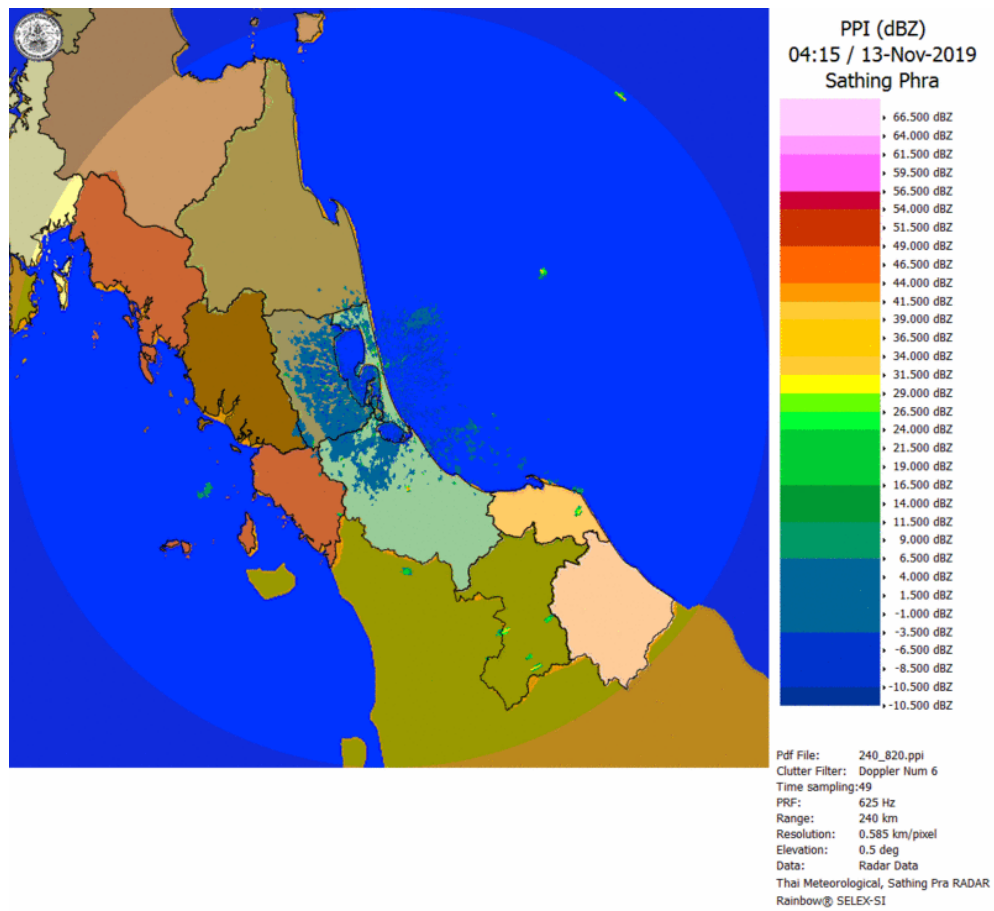 PPI (dBZ)
04:15 / 13-Nov-2019
Sathing Phra
66.500 dBZ
64.000 dBZ
61.500 dBZ
59.500 dBZ
56.500 dBZ
54.000 dBZ
51.500 dBZ
49.000 dBZ
46.500 dBZ
44.000 dBZ
41.500 dBZ
39.000 dBZ
36.500 dBZ
34.000 dBZ
31.500 dBZ
29.000 dBZ
26.500 dBZ
24.000 dBZ
21.500 dBZ
19.000 dBZ
16.500 dBZ
14.000 dBZ
11.500 dBZ
9.000 dBZ
6.500 dBZ
4.000 dBZ
1.500 dBZ
-1.000 dBZ
-3.500 dBZ
-6.500 dBZ
-8.500 dBZ
-10.500 dBZ
-10.500 dBZ
Pdf File: 240_820.ppi
Clutter Filter: Doppler Num 6
Time sampling:49
PRF: 625 Hz
Range: 240 km
Resolution: 0.585 km/pixel
Elevation: 0.5 deg
Data: Radar Data
Thai Meteorological, Sathing Pra RADAR
Rainbow® SELEX-SI